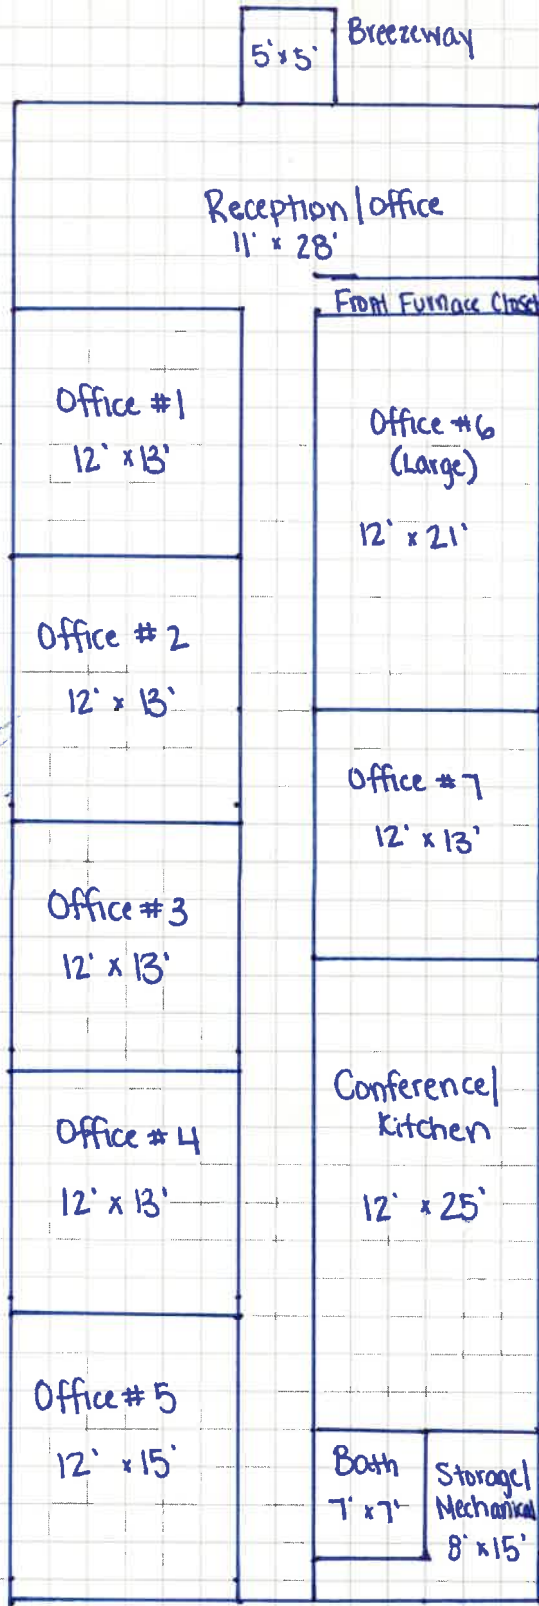 5' x 5'
Breezeway
Reception/office
11' x 28'
Front Furnace Closet
Office #1
12' x 13'
Office #6
(Large)
12' x 21'
Office #2
12' x 13'
Office #7
12' x 13'
Office #3
12' x 13'
Conference/
Kitchen
12' x 25'
Office #4
12' x 13'
Office #5
12' x 15'
Bath
7' x 7'
Storage/
Mechanical
8' x 15'